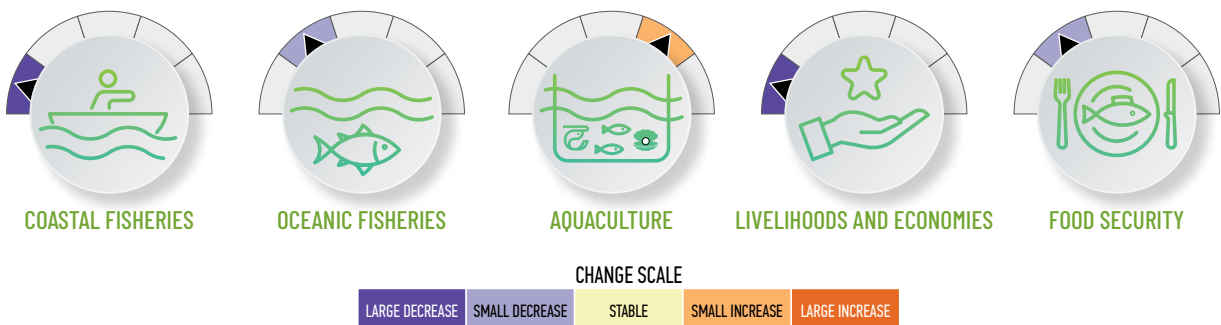 COASTAL FISHERIES
OCEANIC FISHERIES
AQUACULTURE
LIVELIHOODS AND ECONOMIES
FOOD SECURITY
CHANGE SCALE
LARGE DECREASE
SMALL DECREASE
STABLE
SMALL INCREASE
LARGE INCREASE